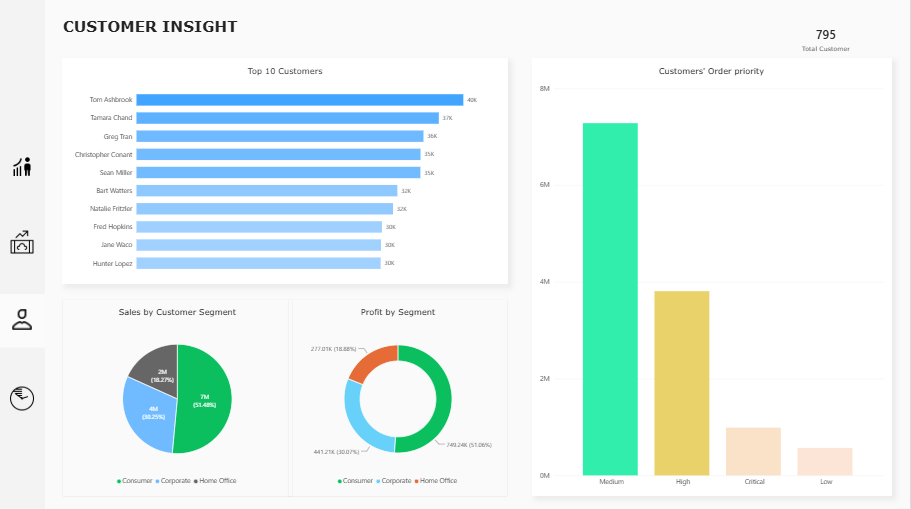 CUSTOMER INSIGHT
795
Total Customer
Top 10 Customers
Tom Ashbrook 40K
Tamara Chand 37K
Greg Tran 36K
Christopher Conant 35K
Sean Miller 35K
Bart Watters 32K
Natalie Fritzler 32K
Fred Hopkins 30K
Jane Waco 30K
Hunter Lopez 30K
Customers' Order priority
8M
6M
4M
2M
0M
Medium High Critical Low
Sales by Customer Segment
2M
(18.27%)
7M
(51.48%)
4M
(30.25%)
Consumer Corporate Home Office
Profit by Segment
277.01K (18.88%)
441.21K (30.07%)
749.24K (51.06%)
Consumer Corporate Home Office